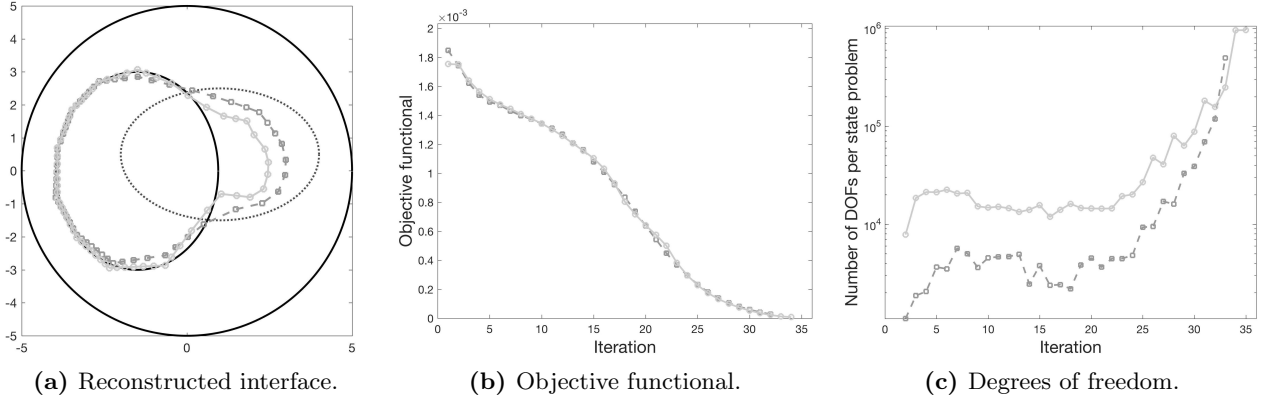 5
4
3
2
1
0
-1
-2
-3
-4
-5
-5 0 5
×10⁻³
2
1.8
1.6
1.4
1.2
1
0.8
0.6
0.4
0.2
0
0 5 10 15 20 25 30 35
Objective functional
Iteration
10⁶
10⁵
10⁴
0 5 10 15 20 25 30 35
Number of DOFs per state problem
Iteration
(a) Reconstructed interface.
(b) Objective functional.
(c) Degrees of freedom.